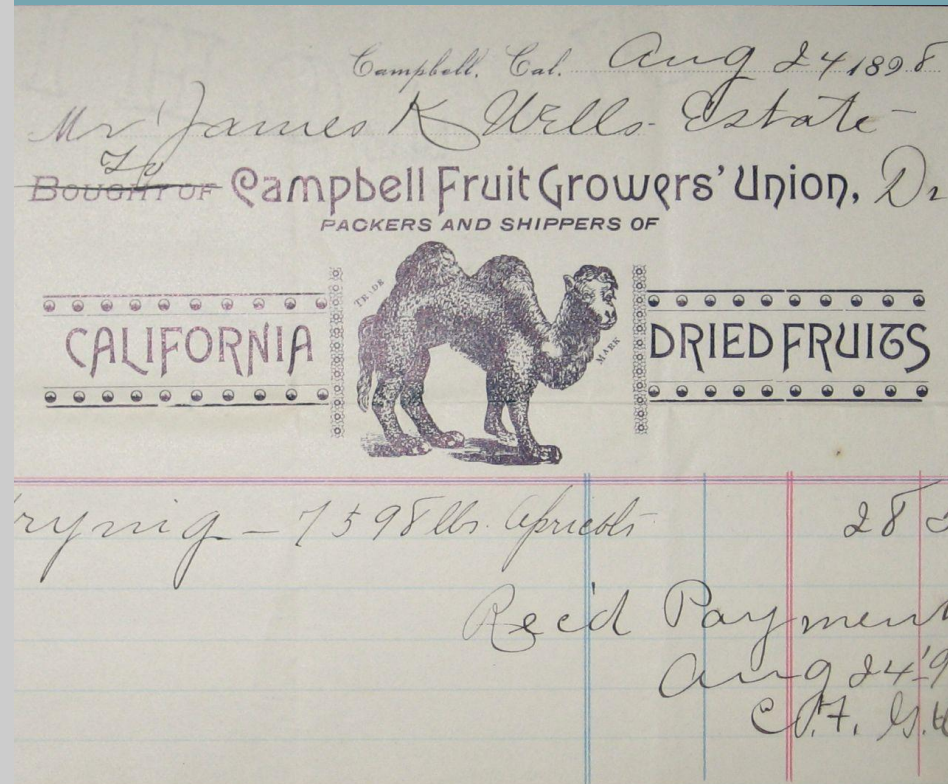 Campbell, Cal. Aug 24 1898
Mr James K Wells Estate
To
BOUGHT OF Campbell Fruit Growers' Union, Dr
PACKERS AND SHIPPERS OF
TRADE MARK
CALIFORNIA DRIED FRUITS
rynig - 7598 lbs. Apricots 28
Rec'd Payment
Aug 24 '9
C.F. G.U